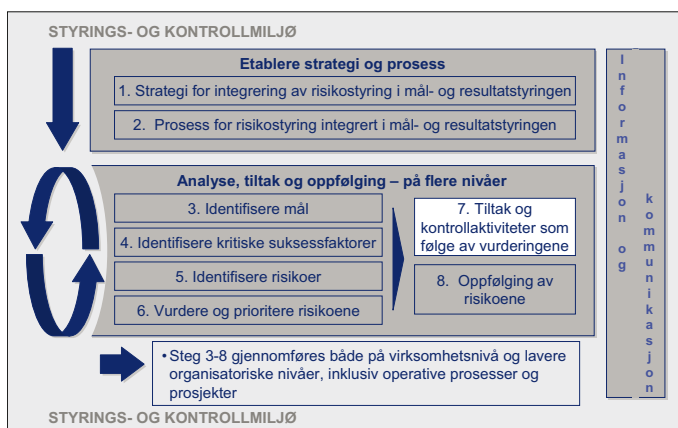 STYRINGS- OG KONTROLLMILJØ
Etablere strategi og prosess
1. Strategi for integrering av risikostyring i mål- og resultatstyringen
2. Prosess for risikostyring integrert i mål- og resultatstyringen
Analyse, tiltak og oppfølging – på flere nivåer
3. Identifisere mål
4. Identifisere kritiske suksessfaktorer
5. Identifisere risikoer
6. Vurdere og prioritere risikoene
7. Tiltak og
kontrollaktiviteter som
følge av vurderingene
8. Oppfølging av
risikoene
• Steg 3-8 gjennomføres både på virksomhetsnivå og lavere
organisatoriske nivåer, inklusiv operative prosesser og
prosjekter
Informasjon og
kommunikasjon
STYRINGS- OG KONTROLLMILJØ